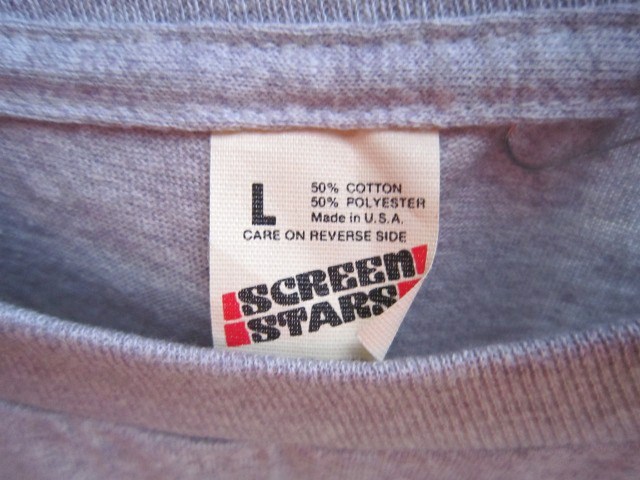 L
50% COTTON
50% POLYESTER
Made in U.S.A.
CARE ON REVERSE SIDE
SCREEN
STARS